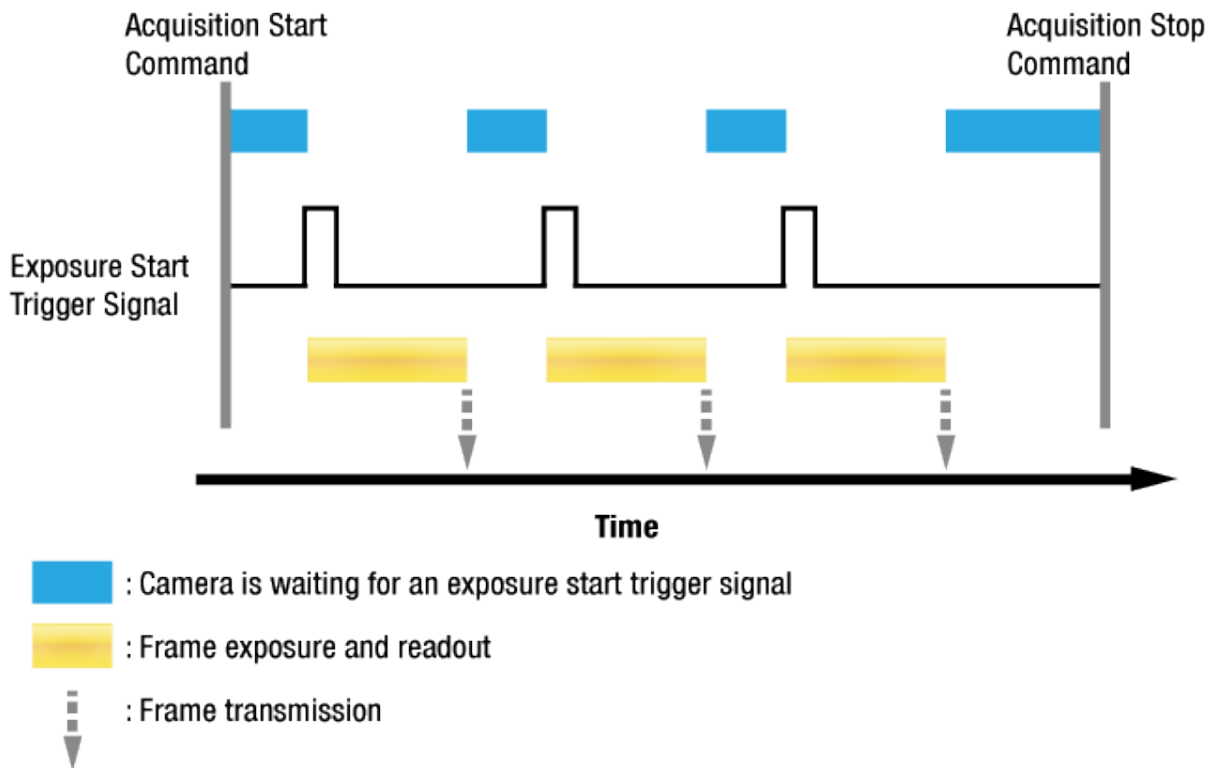 Acquisition Start
Command
Acquisition Stop
Command
Exposure Start
Trigger Signal
Time
: Camera is waiting for an exposure start trigger signal
: Frame exposure and readout
: Frame transmission